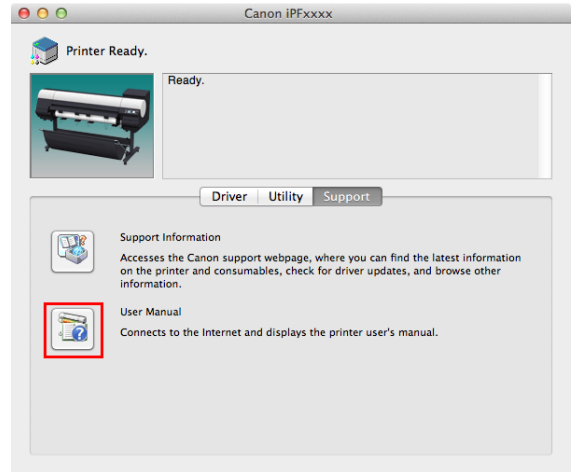 Canon iPFxxxx
Printer Ready.
Ready.
Driver Utility Support
Support Information
Accesses the Canon support webpage, where you can find the latest information
on the printer and consumables, check for driver updates, and browse other
information.
User Manual
Connects to the Internet and displays the printer user's manual.